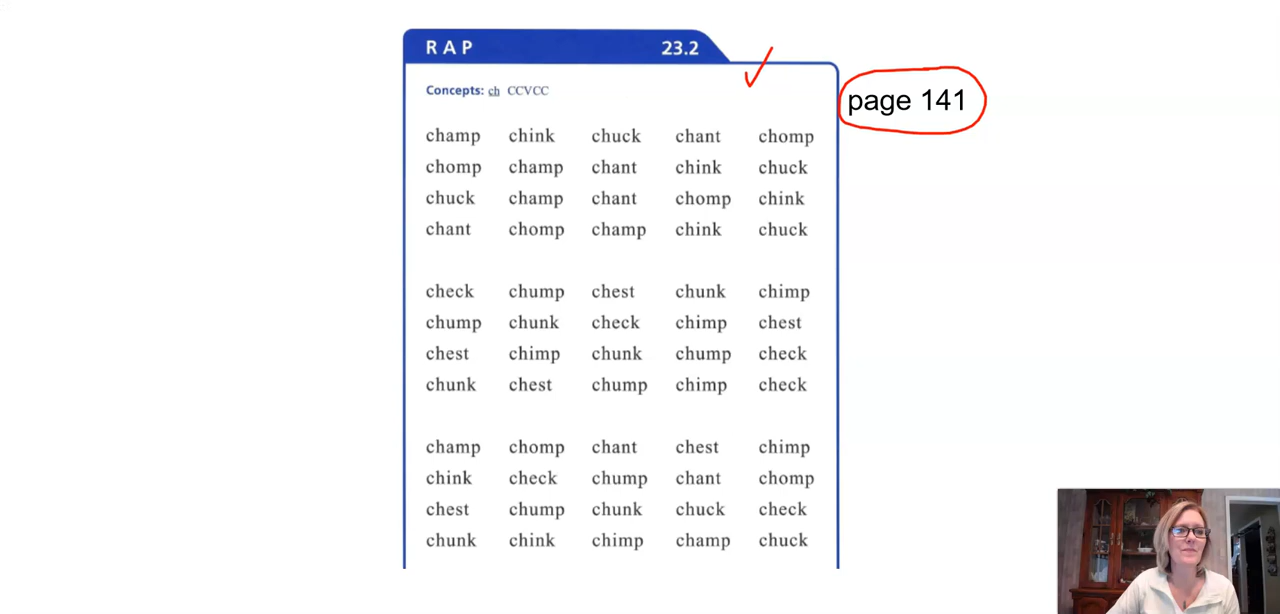 RAP 23.2
Concepts: ch CCVCC
page 141
champ chink chuck chant chomp
chomp champ chant chink chuck
chuck champ chant chomp chink
chant chomp champ chink chuck
check chump chest chunk chimp
chump chunk check chimp chest
chest chimp chunk chump check
chunk chest chump chimp check
champ chomp chant chest chimp
chink check chump chant chomp
chest chump chunk chuck check
chunk chink chimp champ chuck